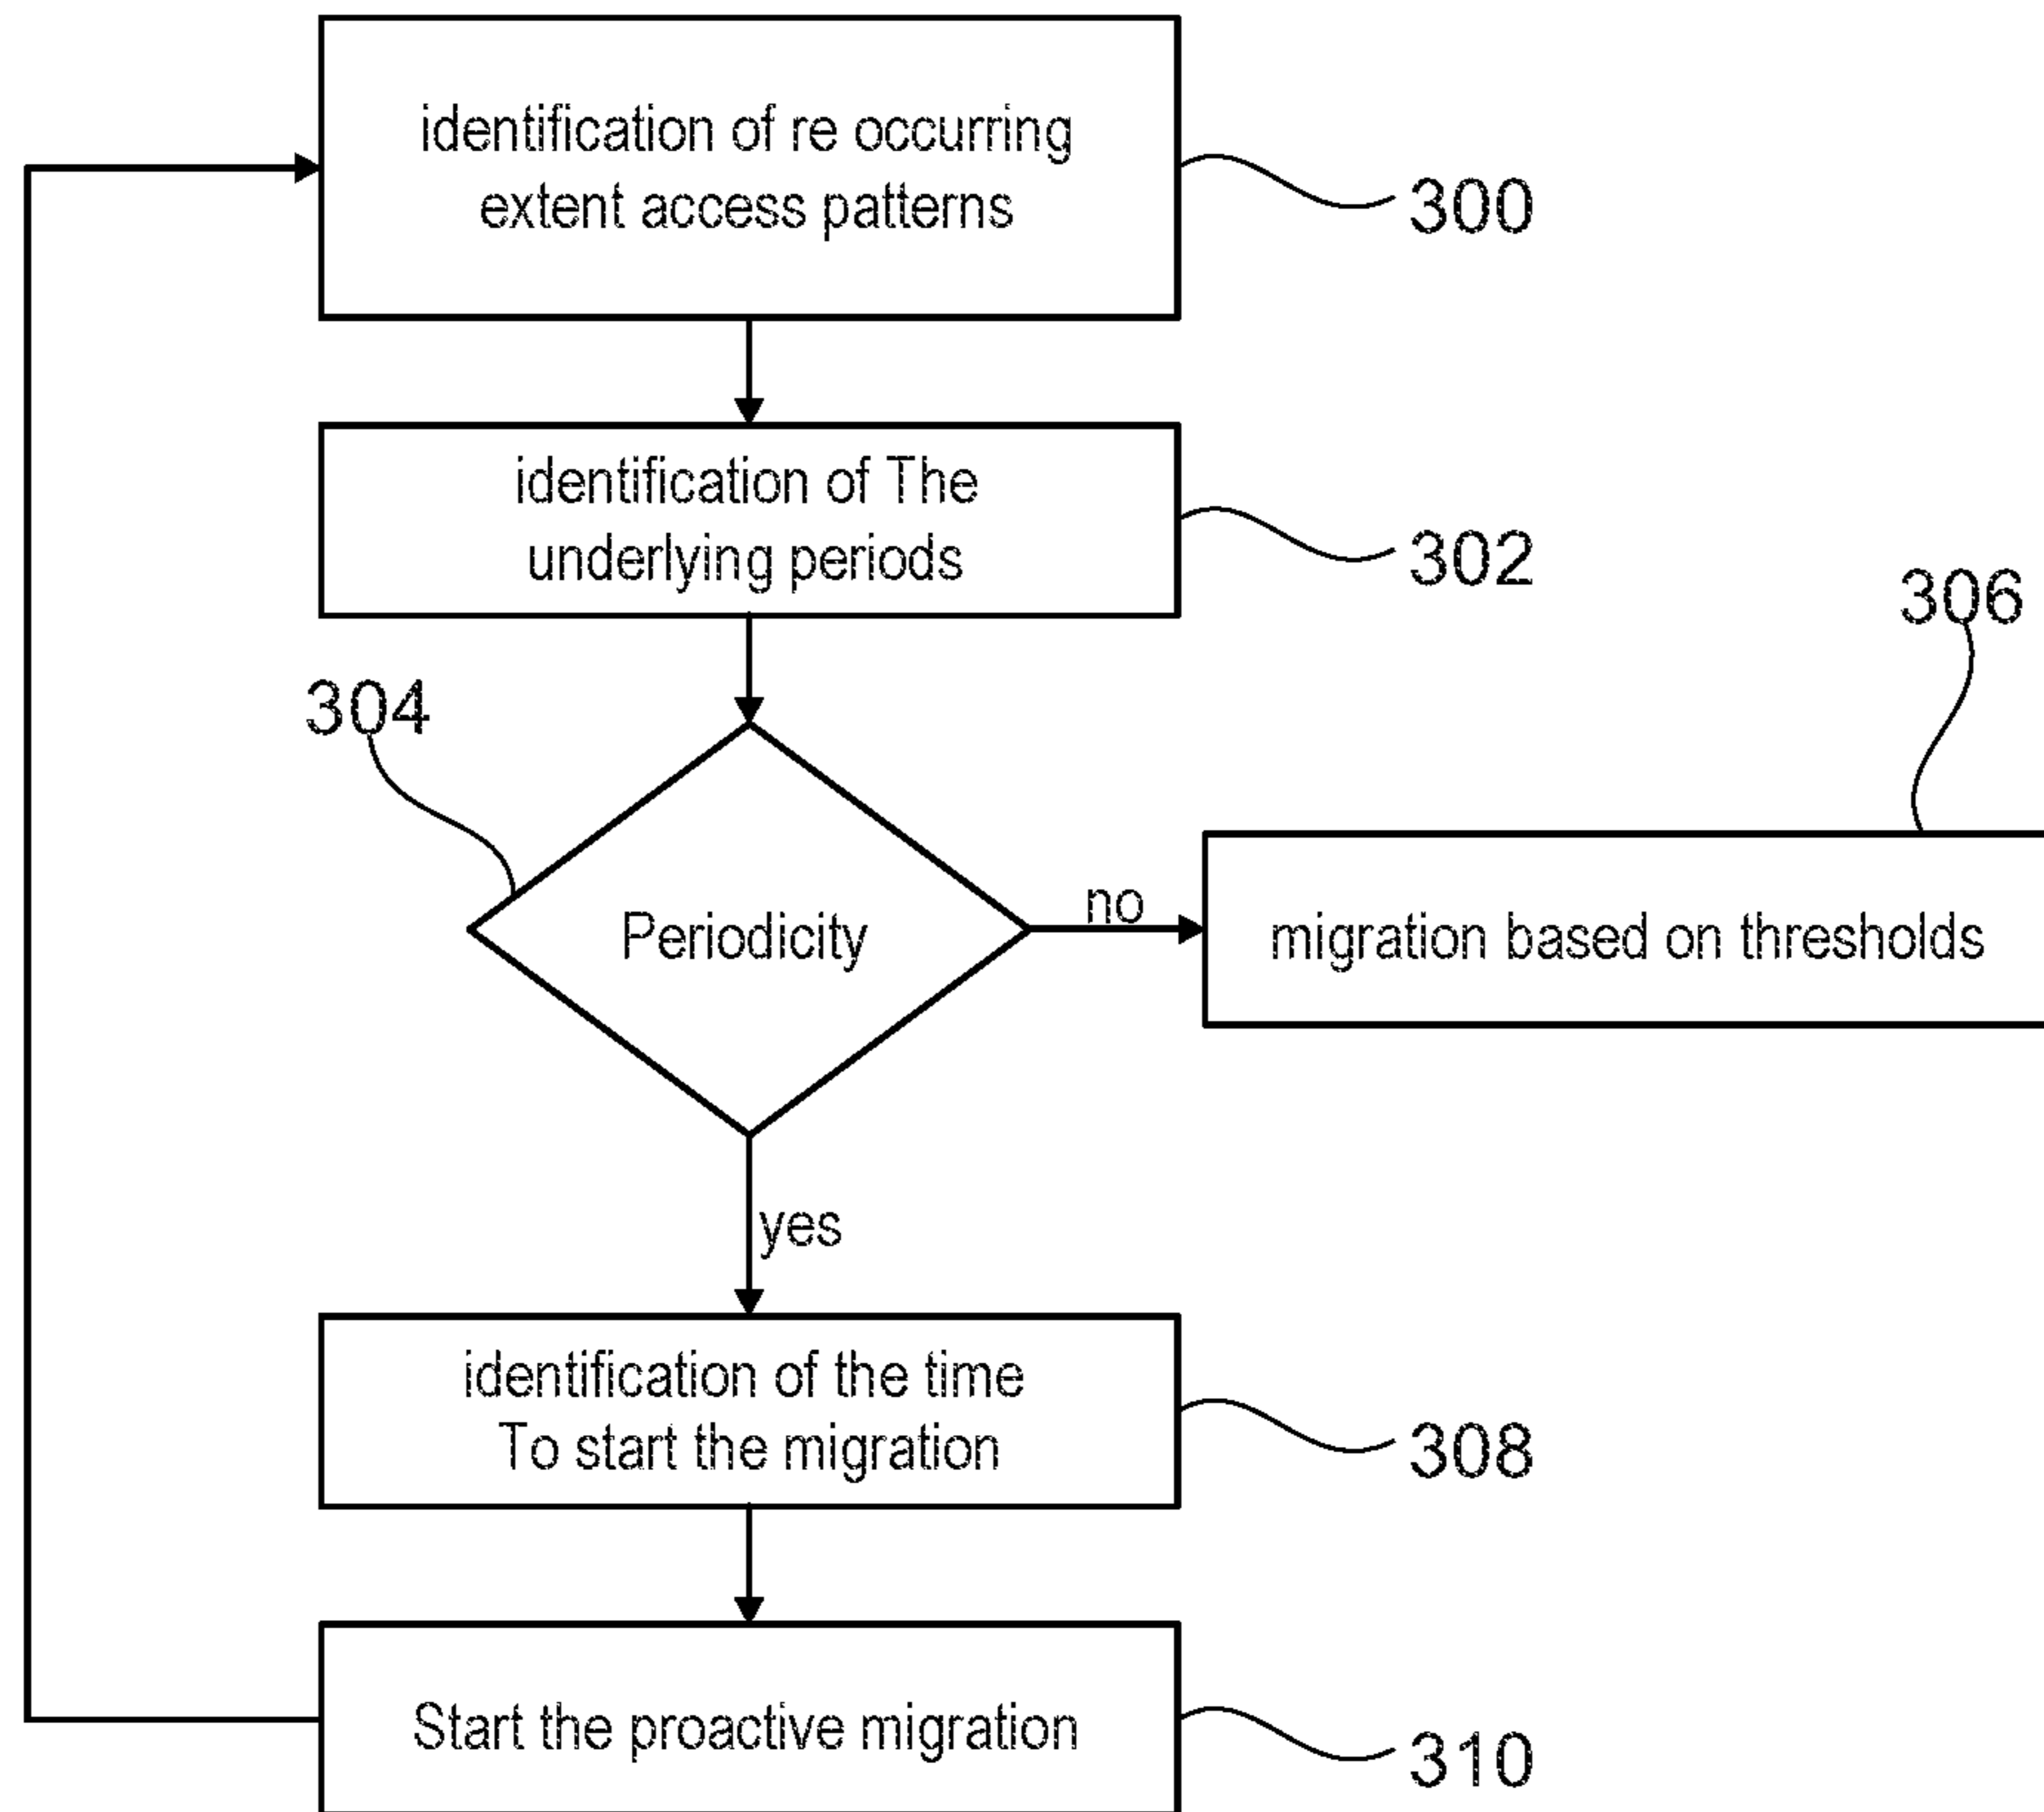 identification of re occurring
extent access patterns
300
identification of The
underlying periods
302
306
304
Periodicity
no
migration based on thresholds
yes
identification of the time
To start the migration
308
Start the proactive migration
310